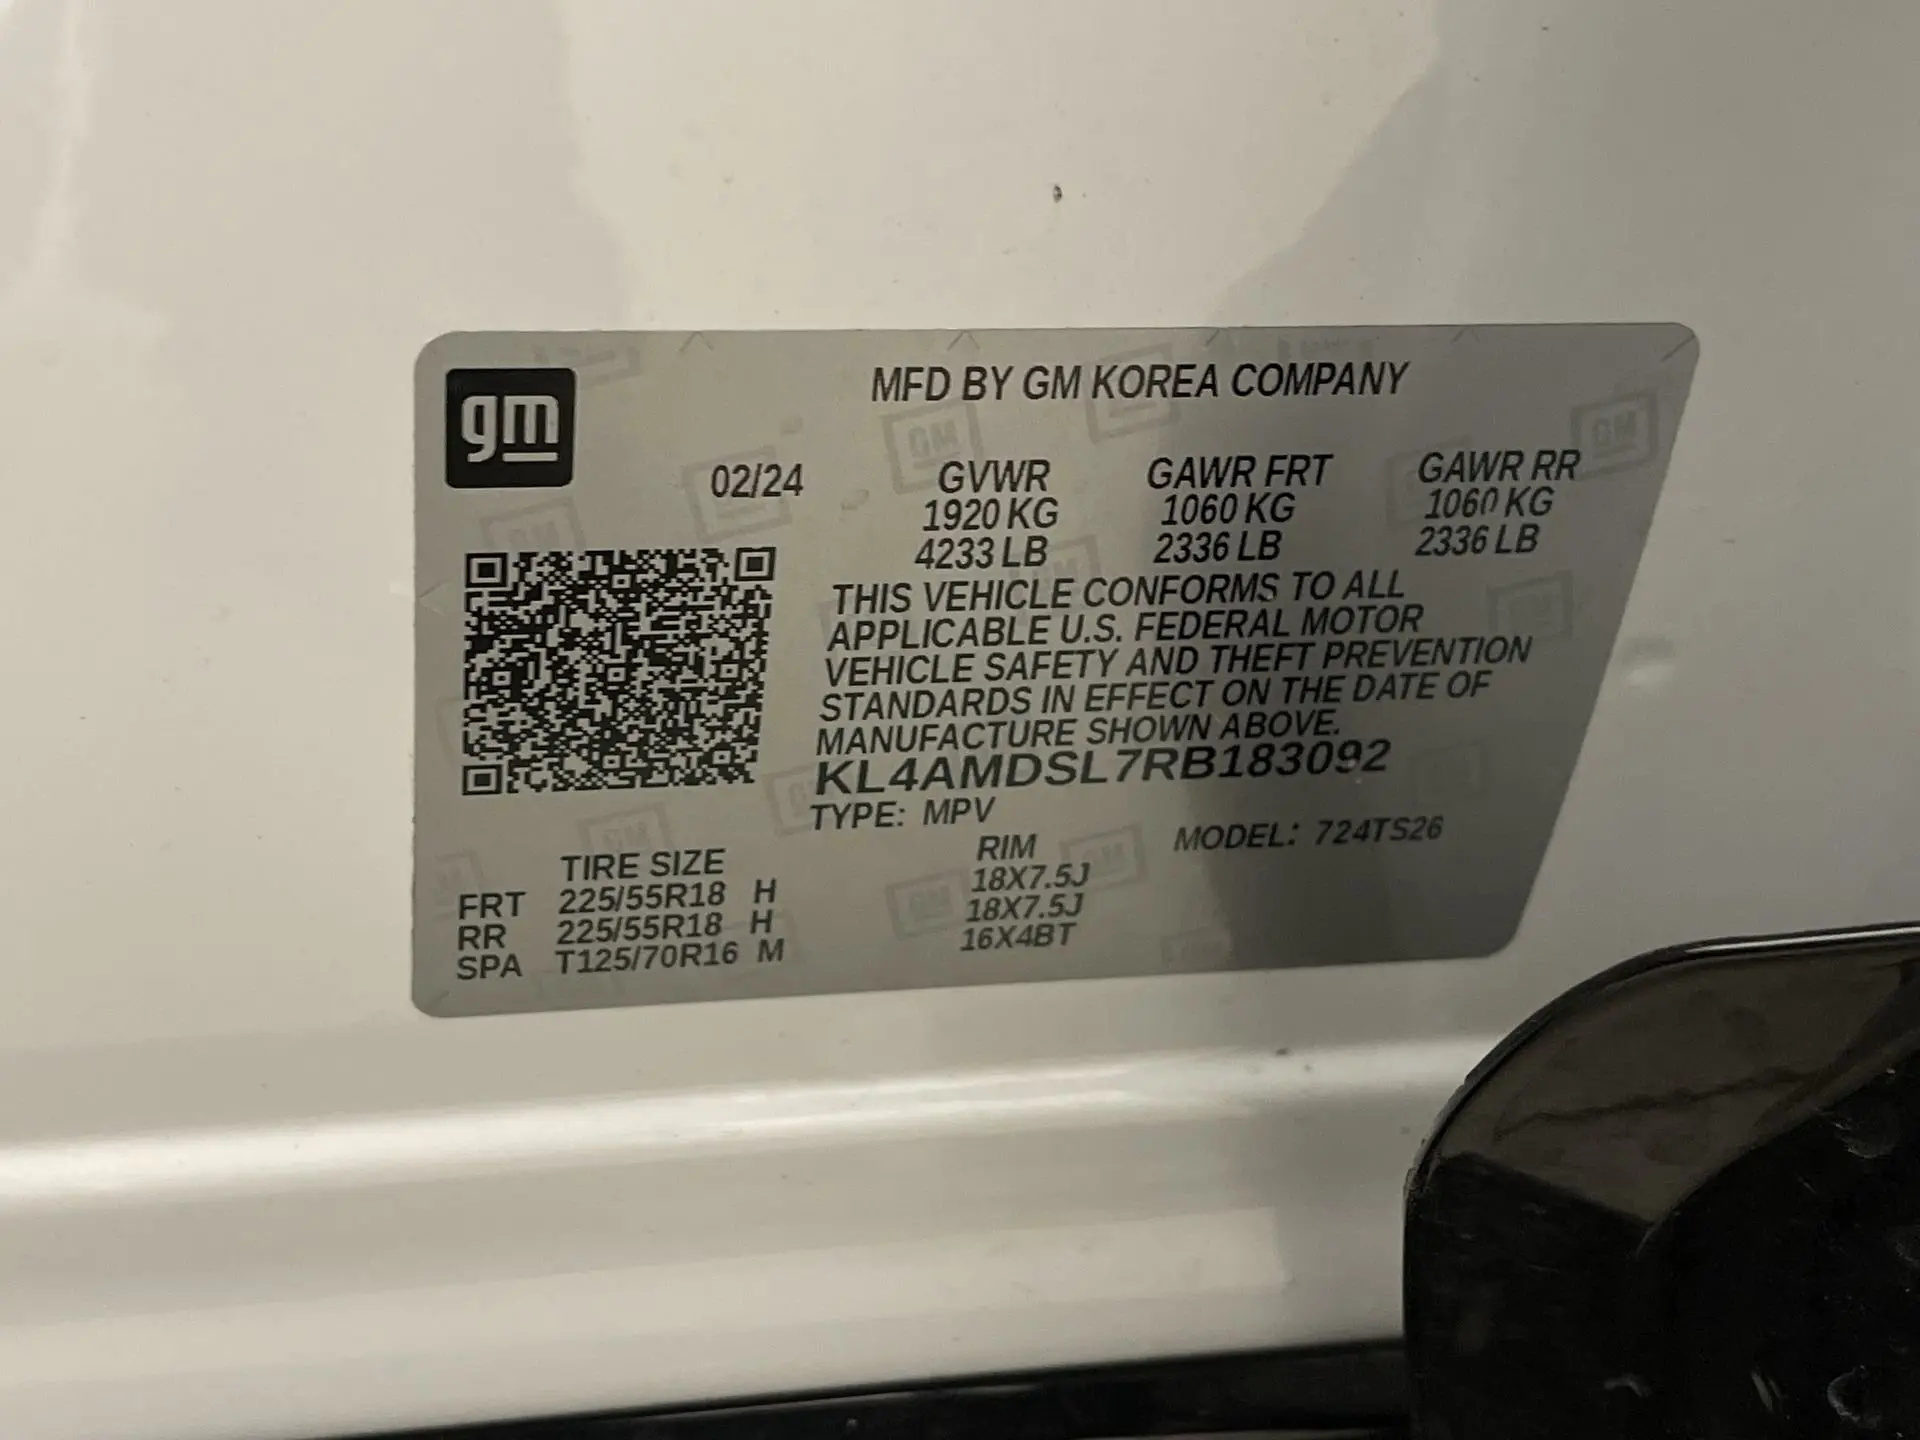 gm
MFD BY GM KOREA COMPANY
02/24 GVWR GAWR FRT GAWR RR
1920 KG 1060 KG 1060 KG
4233 LB 2336 LB 2336 LB
THIS VEHICLE CONFORMS TO ALL
APPLICABLE U.S. FEDERAL MOTOR
VEHICLE SAFETY AND THEFT PREVENTION
STANDARDS IN EFFECT ON THE DATE OF
MANUFACTURE SHOWN ABOVE.
KL4AMDSL7RB183092
TYPE: MPV MODEL: 724TS26
TIRE SIZE RIM
FRT 225/55R18 H 18X7.5J
RR 225/55R18 H 18X7.5J
SPA T125/70R16 M 16X4BT